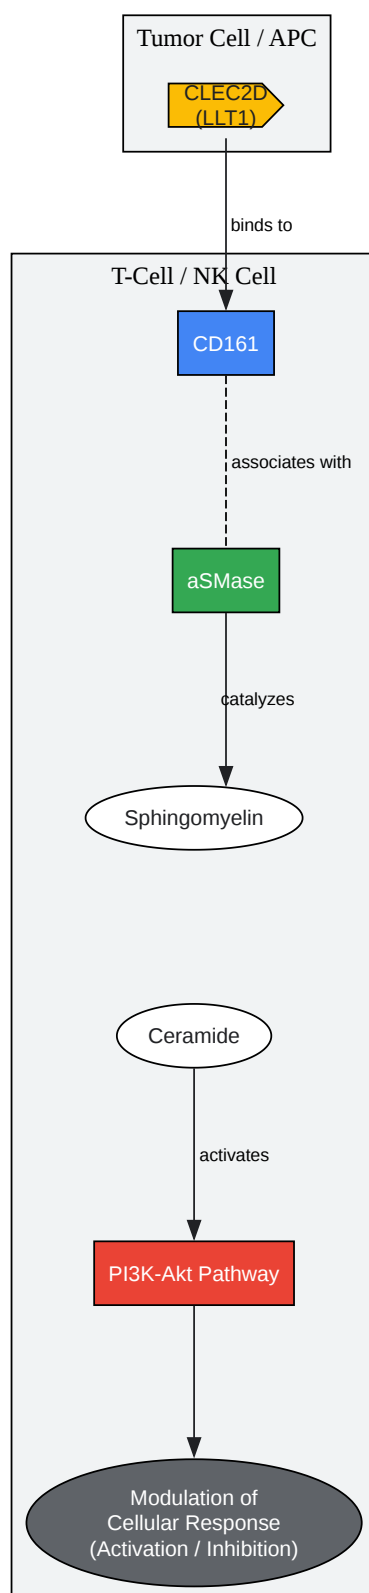 Tumor Cell / APC
CLEC2D
(LLT1)
binds to
T-Cell / NK Cell
CD161
associates with
aSMase
catalyzes
Sphingomyelin
Ceramide
activates
PI3K-Akt Pathway
Modulation of
Cellular Response
(Activation / Inhibition)